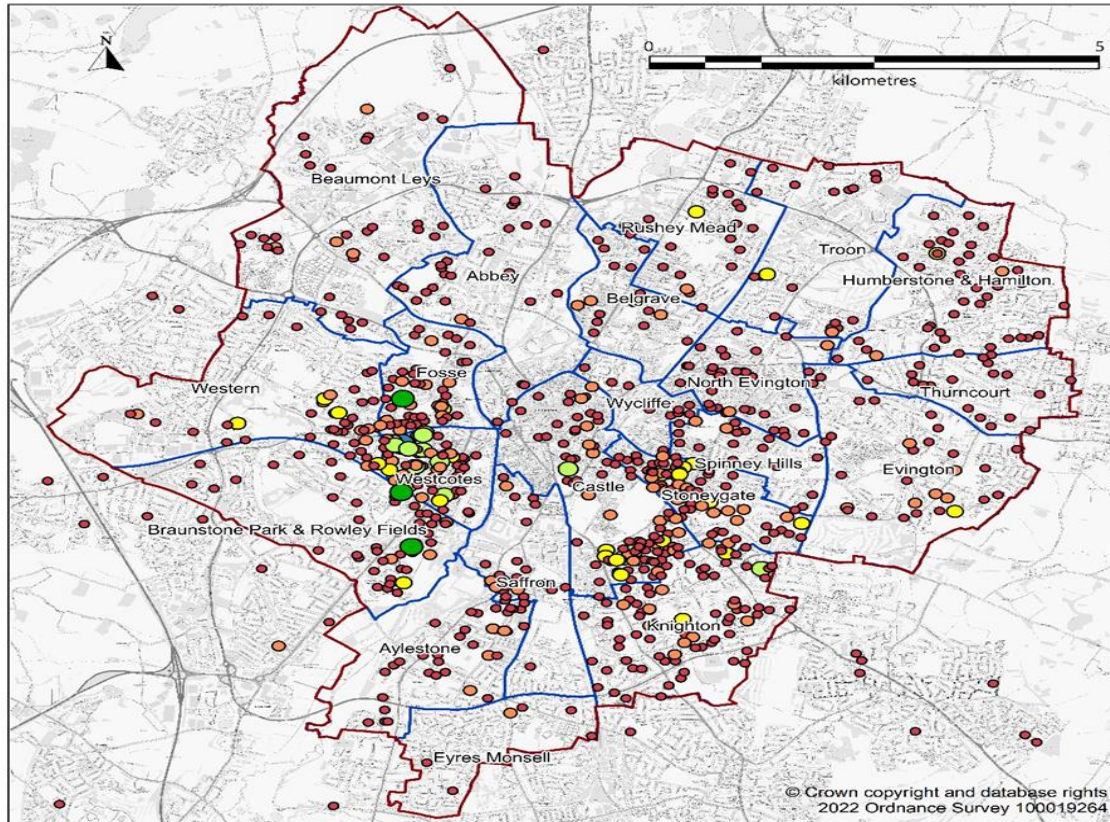 N
0 5
kilometres
Beaumont Leys
Rushey Mead
Troon
Abbey
Humberstone & Hamilton
Belgrave
Fosse
Western
North Evington
Thurncourt
Wycliffe
Spinney Hills
Evington
Westcotes
Castle
Stoneygate
Braunstone Park & Rowley Fields
Saffron
Knighton
Aylestone
Eyres Monsell
© Crown copyright and database rights
2022 Ordnance Survey 100019264